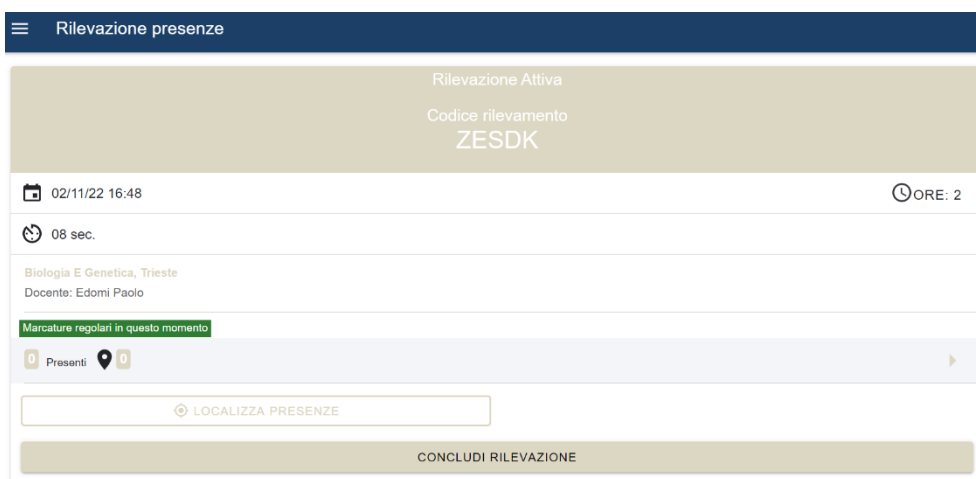 Rilevazione presenze
Rilevazione Attiva
Codice rilevamento
ZESDK
02/11/22 16:48 ORE: 2
08 sec.
Biologia E Genetica, Trieste
Docente: Edomi Paolo
Marcature regolari in questo momento
0 Presenti 0
LOCALIZZA PRESENZE
CONCLUDI RILEVAZIONE